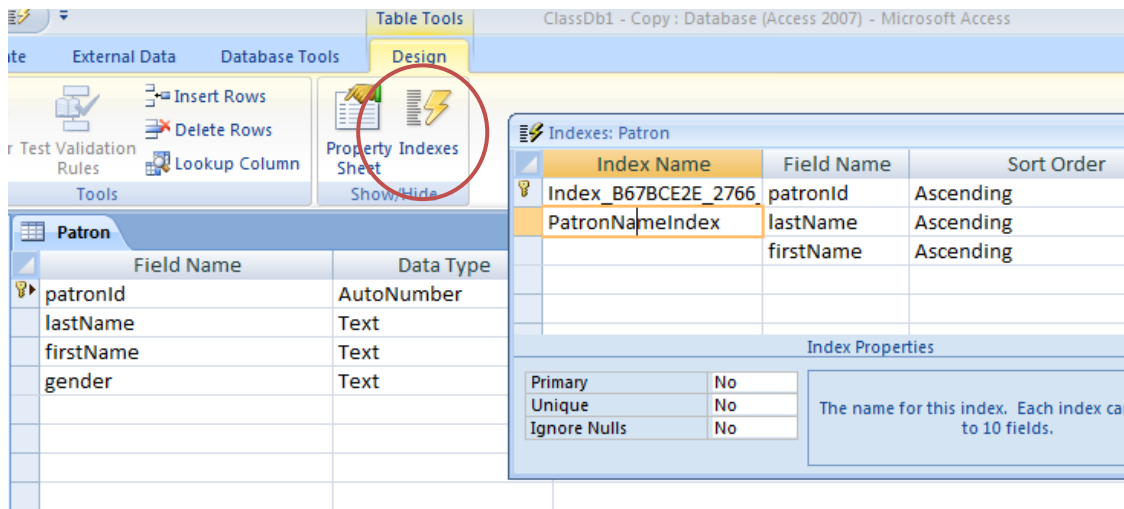 Table Tools
ClassDb1 - Copy : Database (Access 2007) - Microsoft Access
External Data
Database Tools
Design
Insert Rows
Delete Rows
Lookup Column
Test Validation
Rules
Property
Sheet
Indexes
Tools
Show/Hide
Patron
Field Name Data Type
patronId AutoNumber
lastName Text
firstName Text
gender Text
Indexes: Patron
Index Name Field Name Sort Order
Index_B67BCE2E_2766_ patronId Ascending
PatronNameIndex lastName Ascending
firstName Ascending
Index Properties
Primary No
Unique No
Ignore Nulls No
The name for this index. Each index ca
to 10 fields.